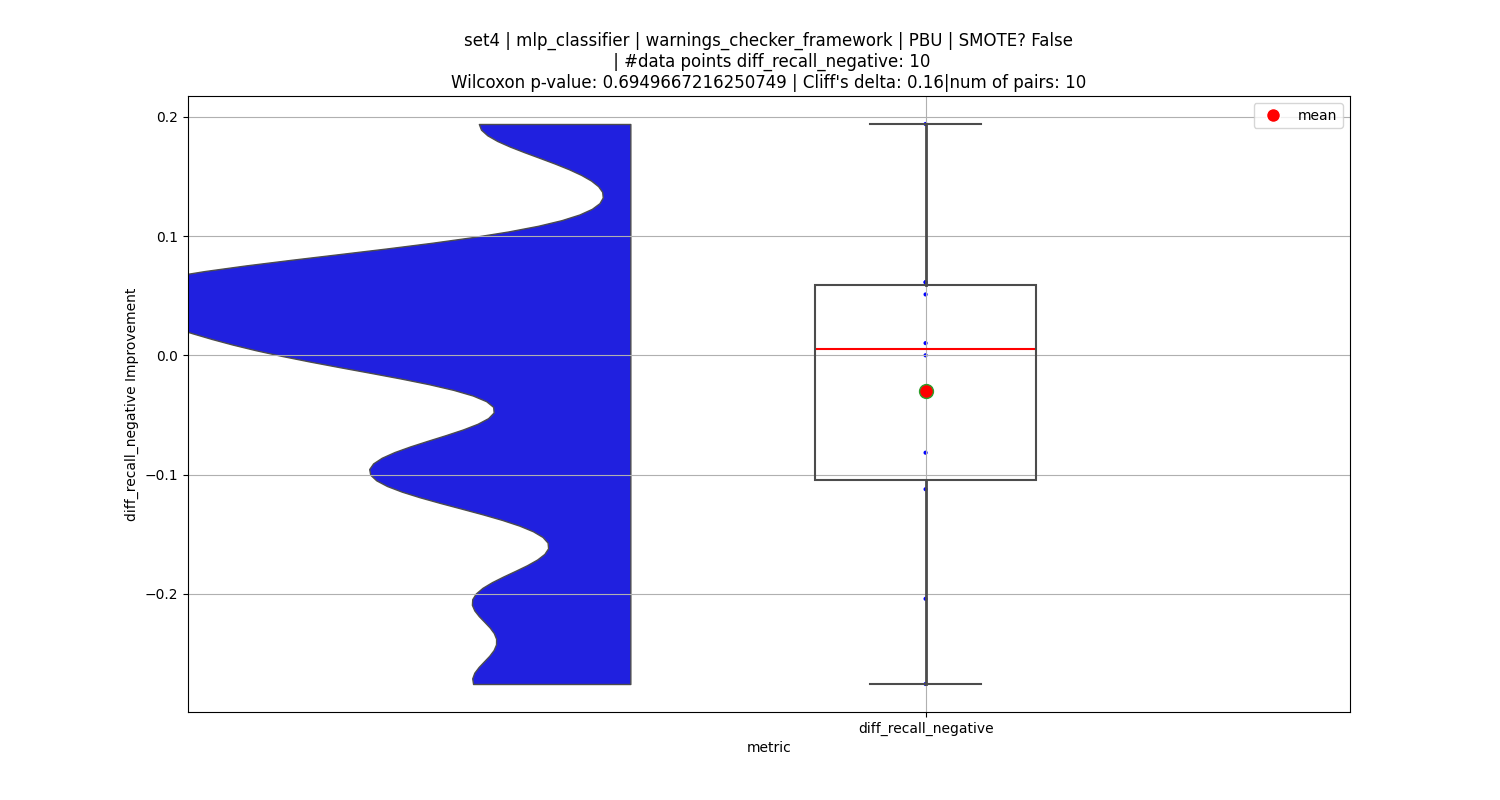 set4 | mlp_classifier | warnings_checker_framework | PBU | SMOTE? False
| #data points diff_recall_negative: 10
Wilcoxon p-value: 0.6949667216250749 | Cliff's delta: 0.16|num of pairs: 10
mean
0.2
0.1
0.0
−0.1
−0.2
diff_recall_negative Improvement
diff_recall_negative
metric